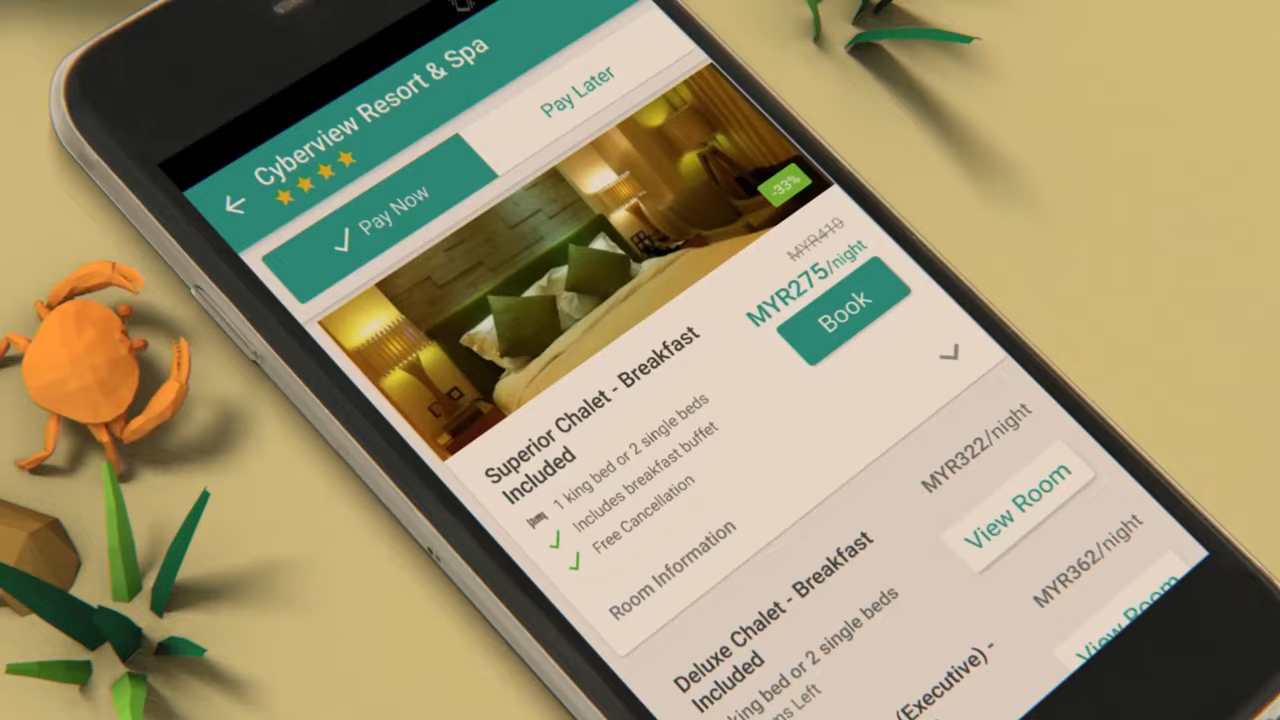 Cyberview Resort & Spa
Pay Now
Pay Later
-33%
MYR410
MYR275/night
Book
Superior Chalet - Breakfast
Included
1 king bed or 2 single beds
Includes breakfast buffet
Free Cancellation
Room Information
MYR322/night
View Room
Deluxe Chalet - Breakfast
Included
king bed or 2 single beds
Left
MYR362/night
View Room
(Executive) -